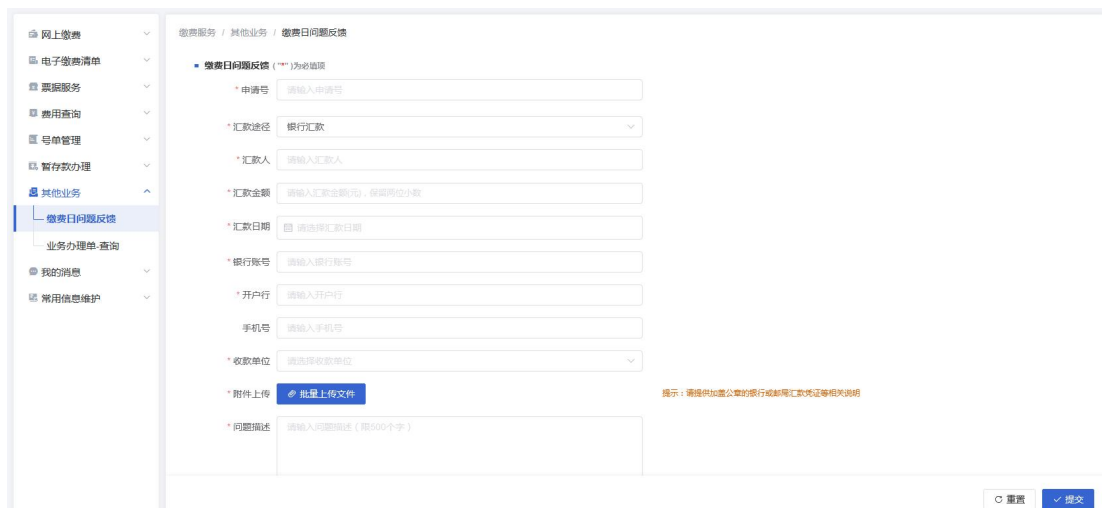 网上缴费
电子缴费清单
票据服务
费用查询
号单管理
暂存款办理
其他业务
缴费日问题反馈
业务办理单-查询
我的消息
常用信息维护
缴费服务 / 其他业务 / 缴费日问题反馈
缴费日问题反馈 ( "*" )为必填项
* 申请号 请输入申请号
* 汇款途径 银行汇款
* 汇款人 请输入汇款人
* 汇款金额 请输入汇款金额(元)，保留两位小数
* 汇款日期 请选择汇款日期
* 银行账号 请输入银行账号
* 开户行 请输入开户行
手机号 请输入手机号
* 收款单位 请选择收款单位
* 附件上传 批量上传文件 提示：请提供加盖公章的银行或邮局汇款凭证等相关说明
* 问题描述 请输入问题描述（限500个字）
重置 提交